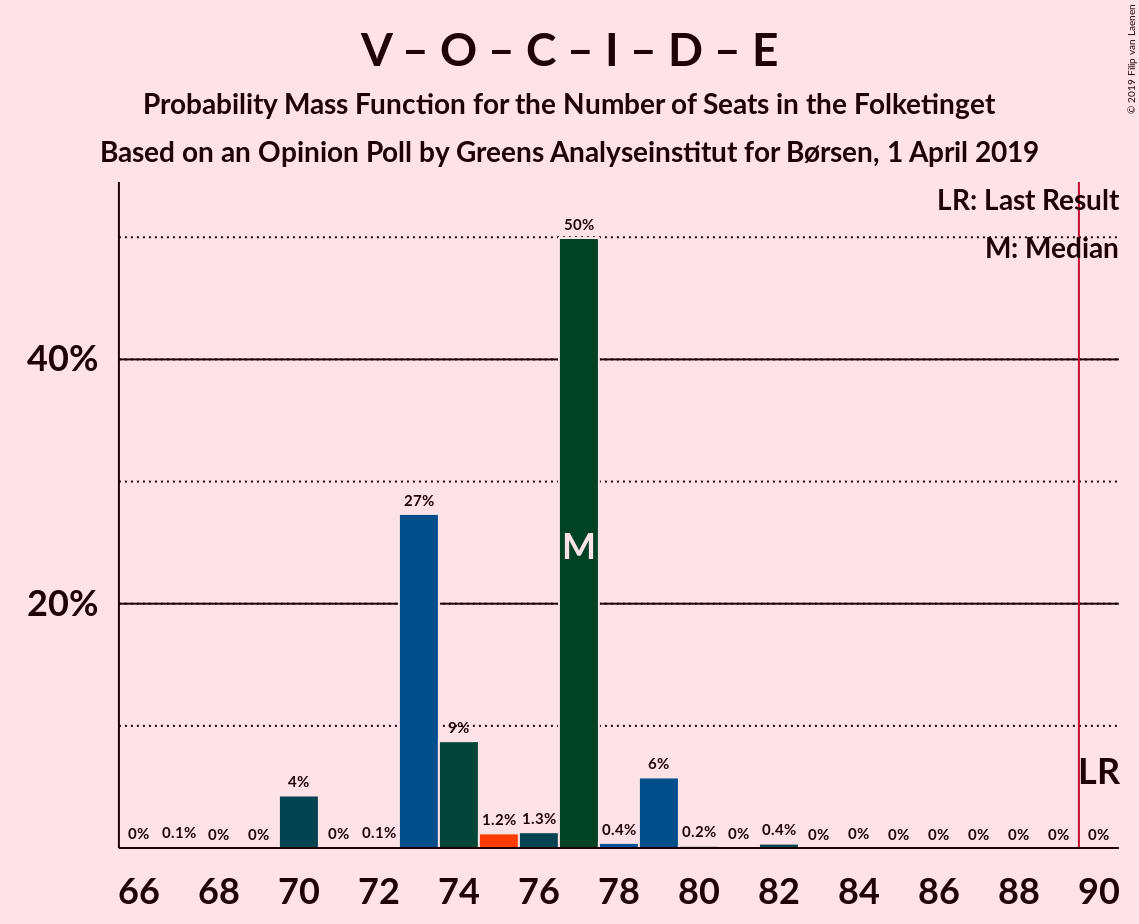 V – O – C – I – D – E
Probability Mass Function for the Number of Seats in the Folketinget
Based on an Opinion Poll by Greens Analyseinstitut for Børsen, 1 April 2019
© 2019 Filip van Laenen
LR: Last Result
M: Median
50%
40%
27%
M
20%
9%
6%
LR
4%
0% 0.1% 0% 0% 0% 0.1% 1.2% 1.3% 0.4% 0.2% 0% 0.4% 0% 0% 0% 0% 0% 0% 0% 0%
66 68 70 72 74 76 78 80 82 84 86 88 90